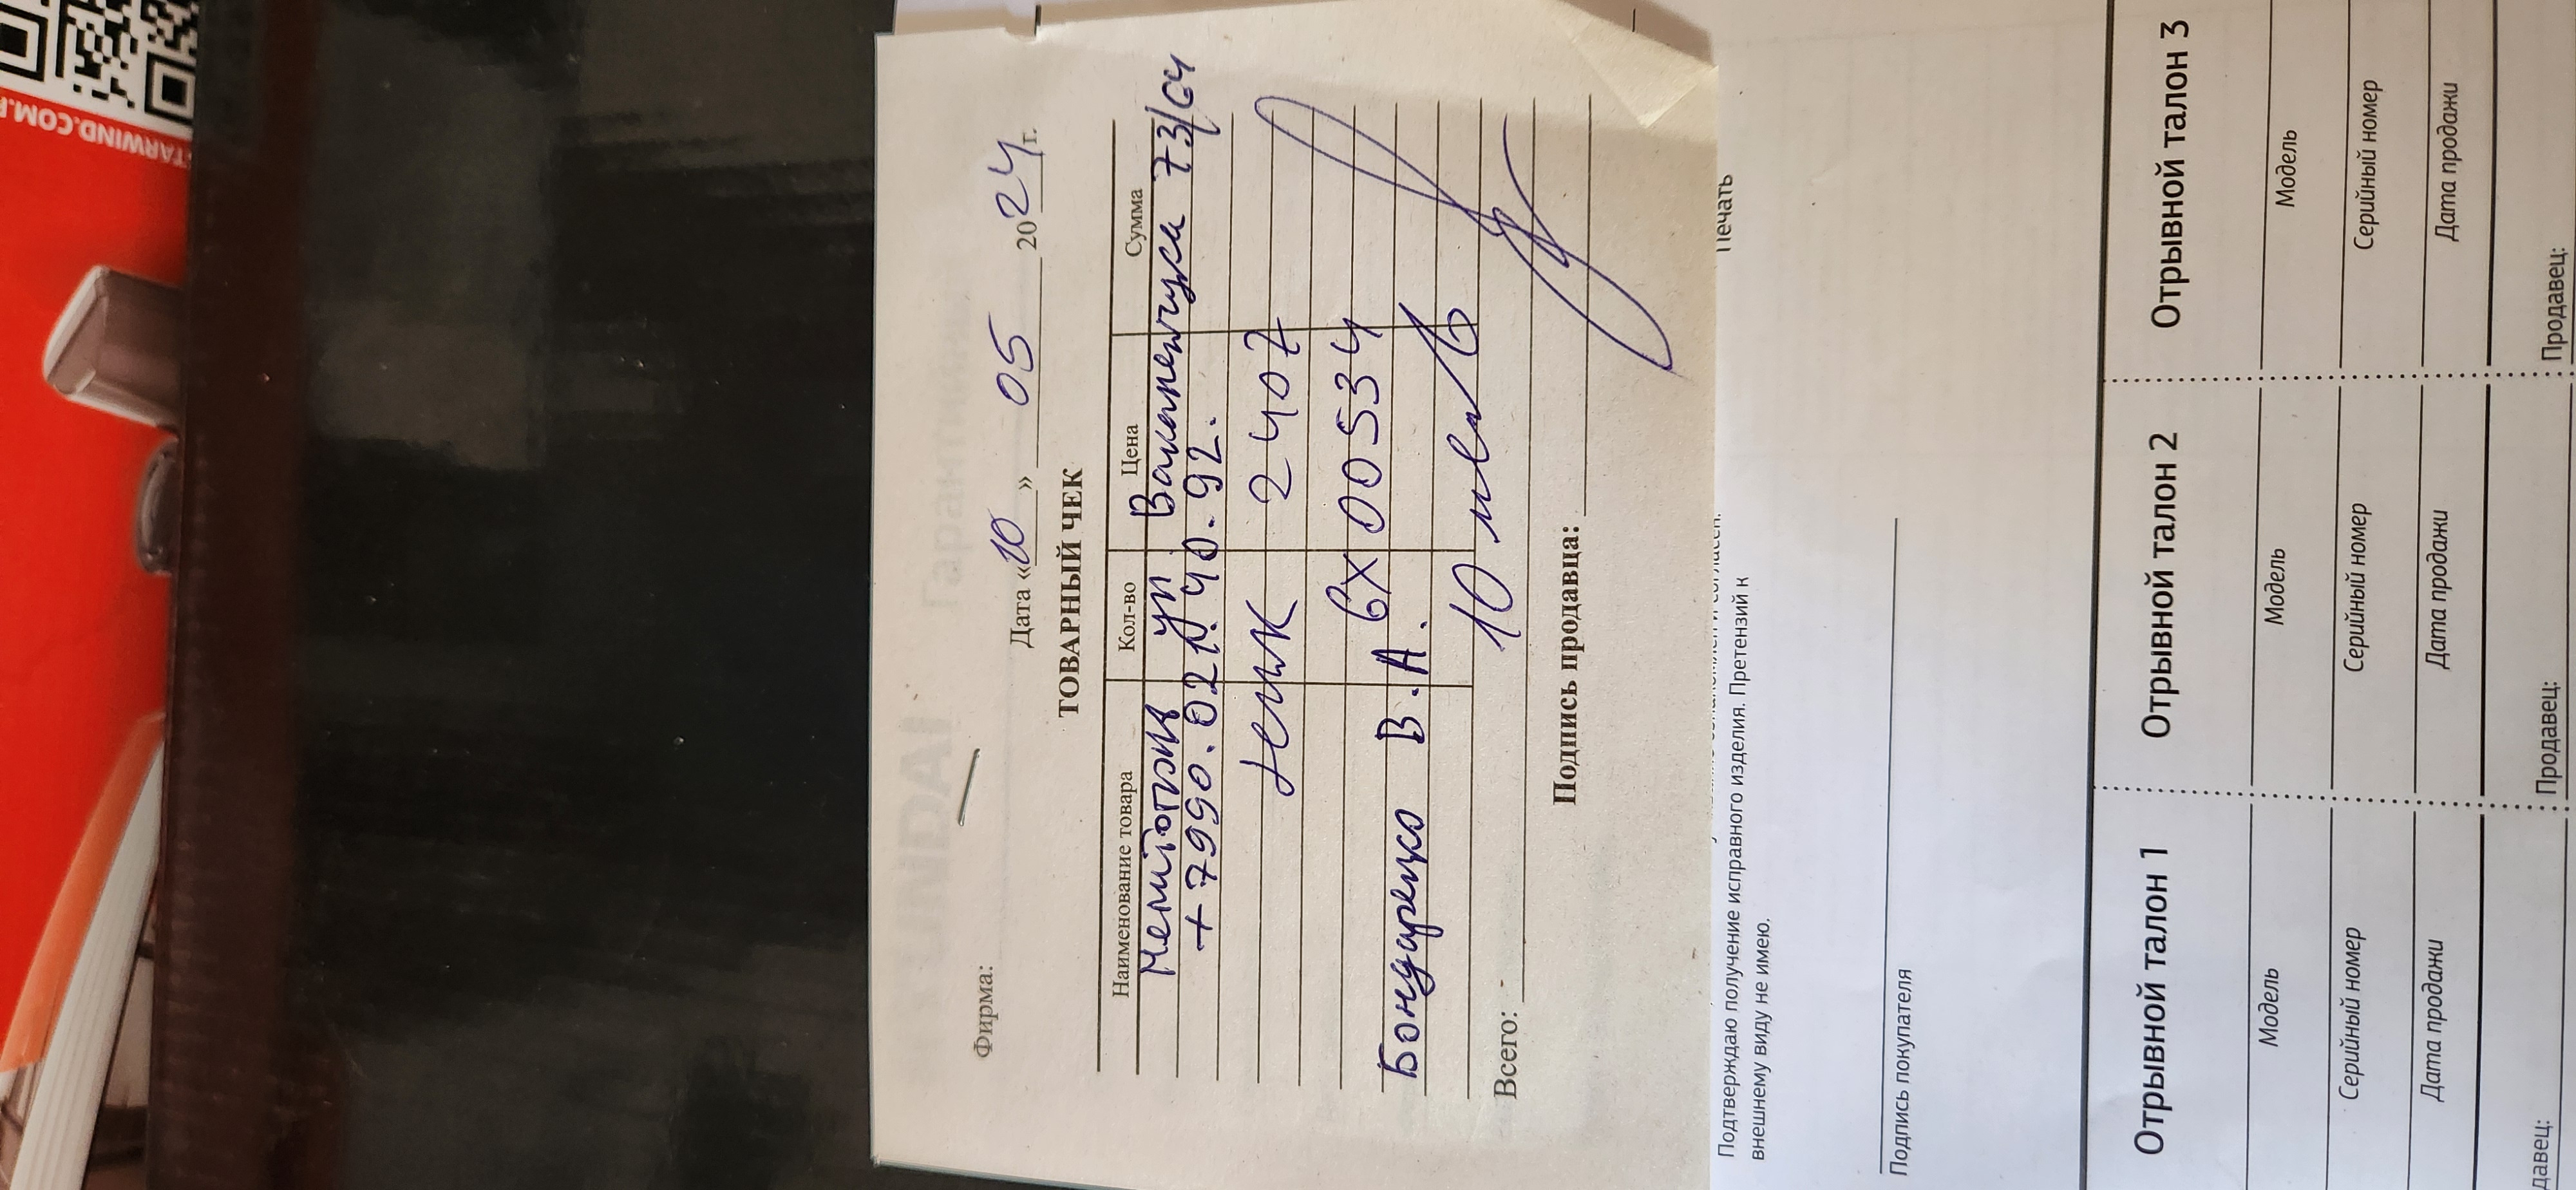 TARWIND.COM.R
Фирма:
Дата «10» 05 2024 г.
ТОВАРНЫЙ ЧЕК
Наименование товара Кол-во Цена Сумма
Мелитополь ул. Вакуленчука 73/64
+7990.021.40.92.
2407
6X 00534
Бондаренко В.А.
10
Всего:
Подпись продавца:
Печать
Подтверждаю получение исправного изделия. Претензий к
внешнему виду не имею.
Подпись покупателя
Отрывной талон 1 Отрывной талон 2 Отрывной талон 3
Модель Модель Модель
Серийный номер Серийный номер Серийный номер
Дата продажи Дата продажи Дата продажи
давец: Продавец: Продавец: